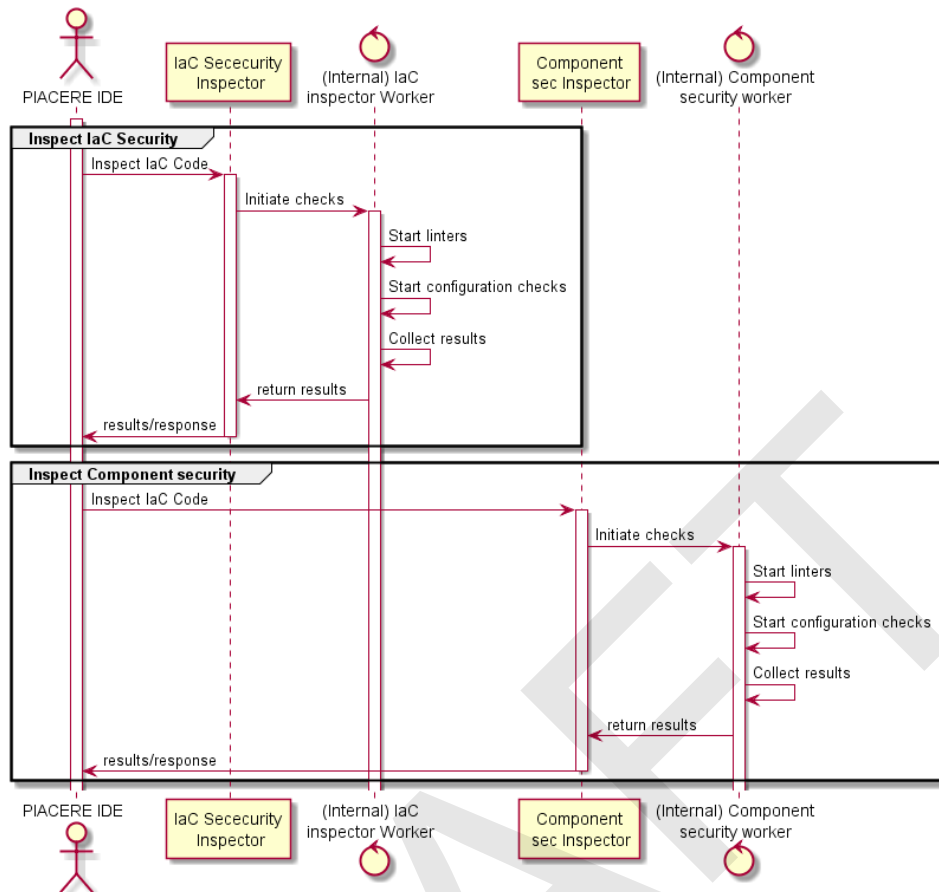 PIACERE IDE
IaC Sececurity
Inspector
(Internal) IaC
inspector Worker
Component
sec Inspector
(Internal) Component
security worker
Inspect IaC Security
Inspect IaC Code
Initiate checks
Start linters
Start configuration checks
Collect results
return results
results/response
Inspect Component security
Inspect IaC Code
Initiate checks
Start linters
Start configuration checks
Collect results
return results
results/response
PIACERE IDE
IaC Sececurity
Inspector
(Internal) IaC
inspector Worker
Component
sec Inspector
(Internal) Component
security worker